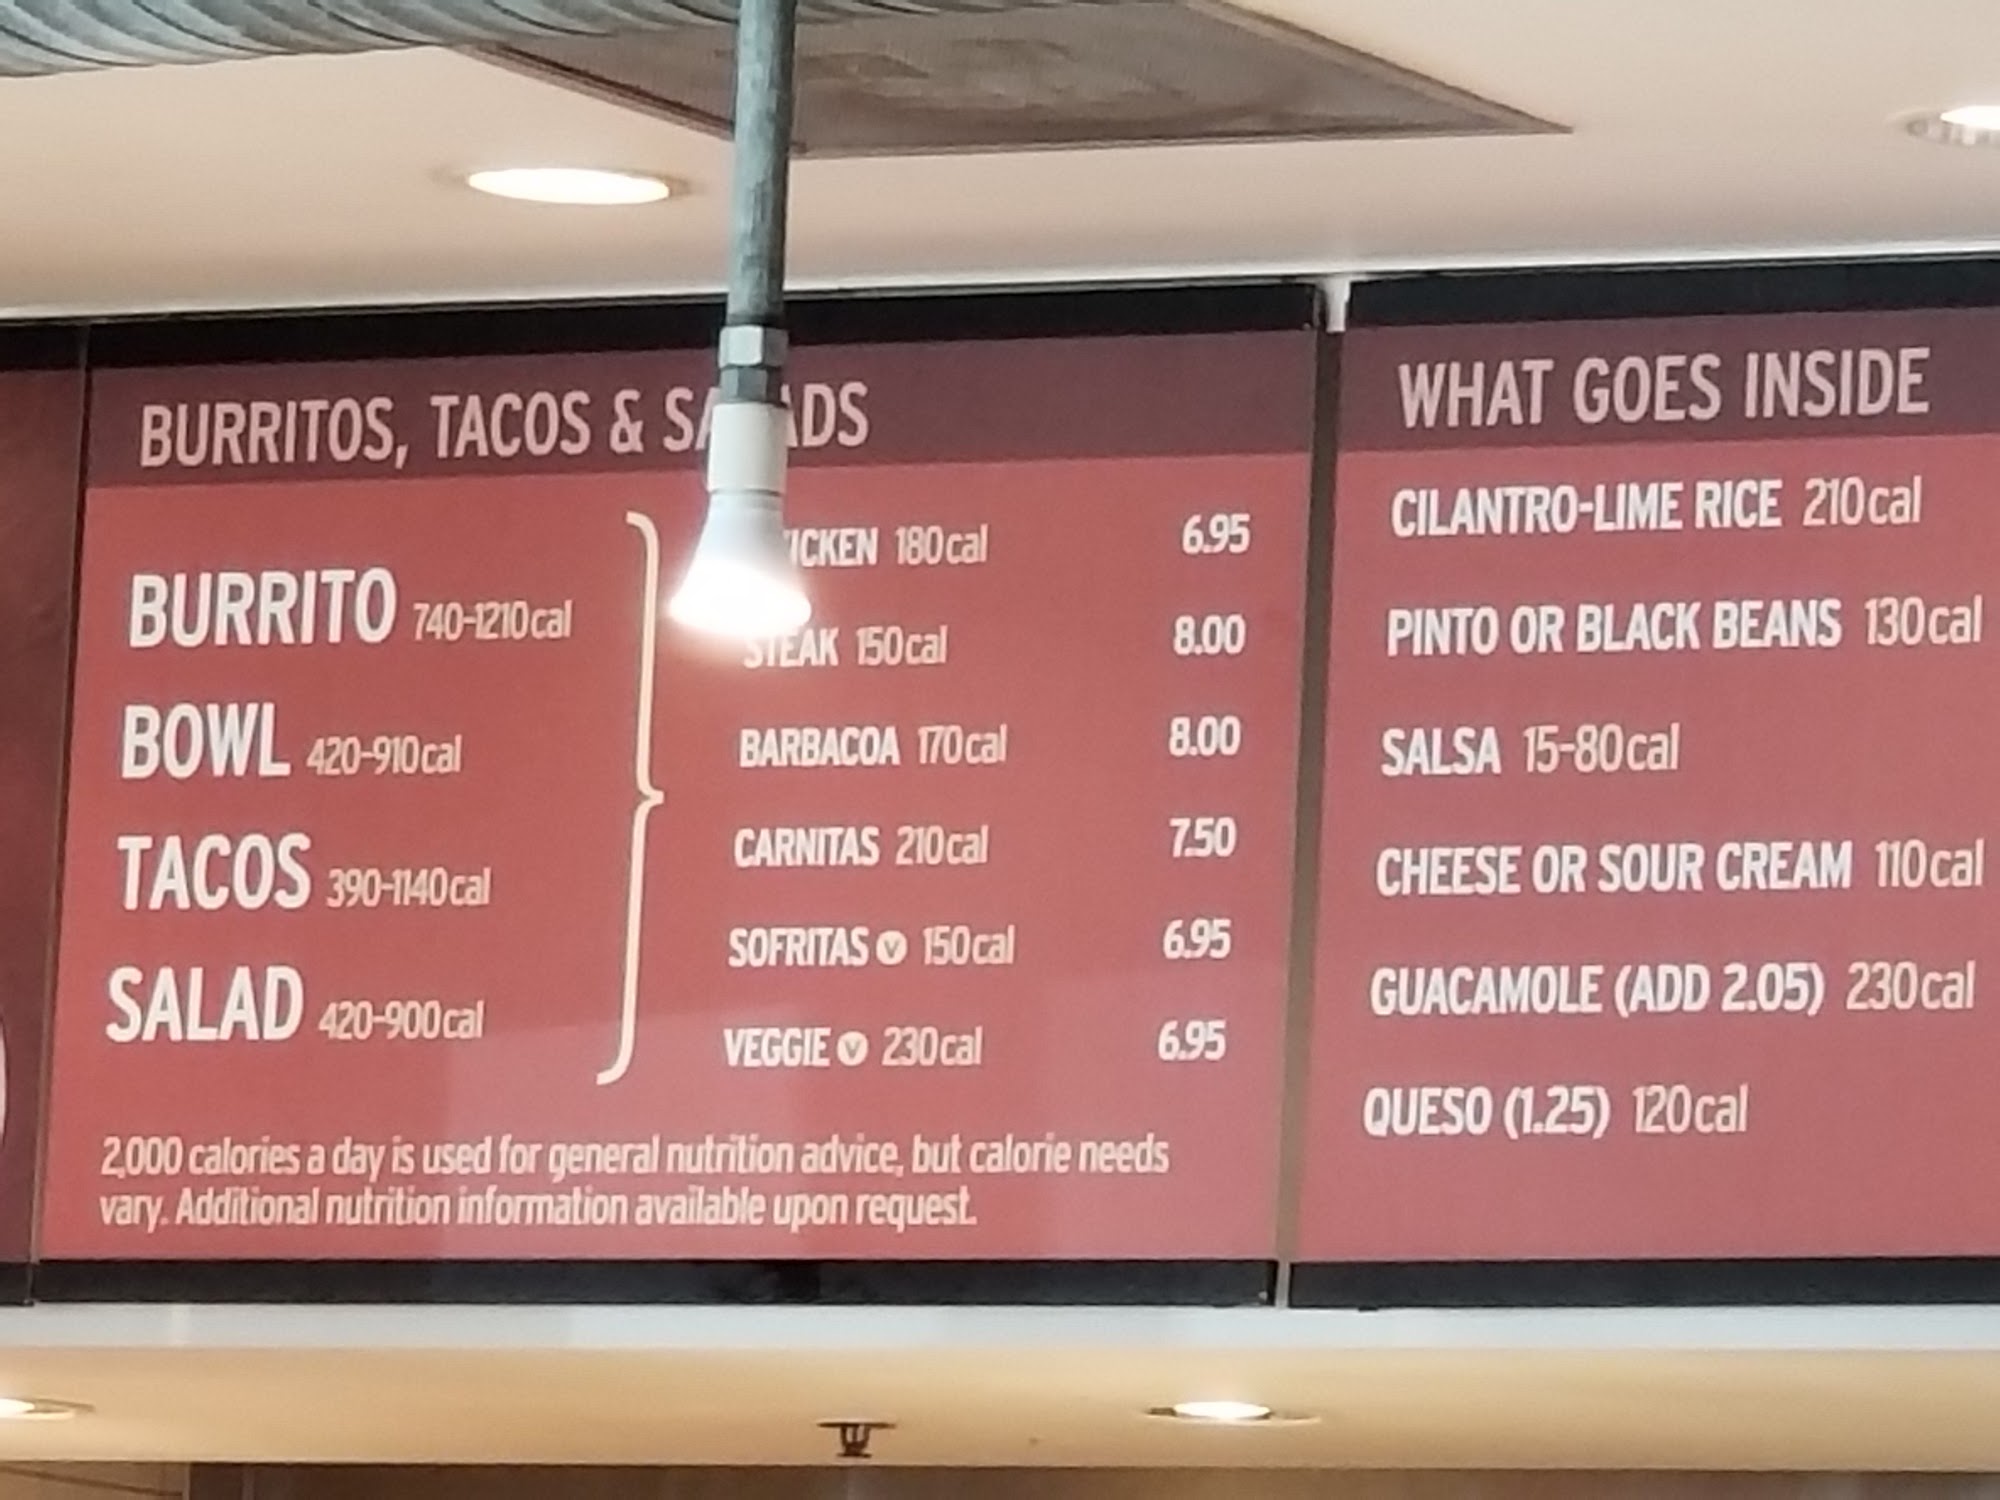 BURRITOS, TACOS & SALADS
BURRITO 740-1210cal
BOWL 420-910cal
TACOS 390-1140cal
SALAD 420-900cal
CHICKEN 180cal 6.95
STEAK 150cal 8.00
BARBACOA 170cal 8.00
CARNITAS 210cal 7.50
SOFRITAS V 150cal 6.95
VEGGIE V 230cal 6.95
2,000 calories a day is used for general nutrition advice, but calorie needs
vary. Additional nutrition information available upon request.
WHAT GOES INSIDE
CILANTRO-LIME RICE 210cal
PINTO OR BLACK BEANS 130cal
SALSA 15-80cal
CHEESE OR SOUR CREAM 110cal
GUACAMOLE (ADD 2.05) 230cal
QUESO (1.25) 120cal